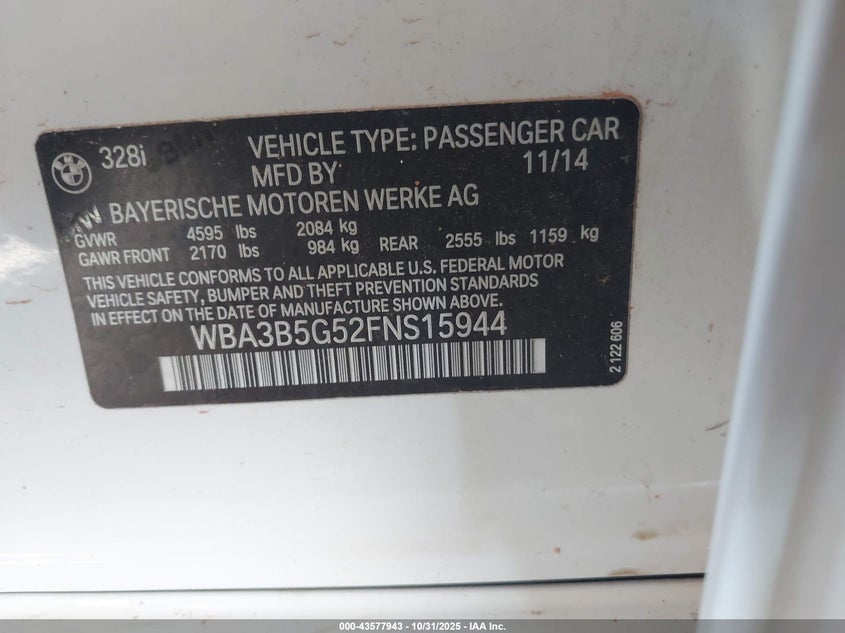 328i VEHICLE TYPE: PASSENGER CAR
MFD BY 11/14
BAYERISCHE MOTOREN WERKE AG
GVWR 4595 lbs 2084 kg
GAWR FRONT 2170 lbs 984 kg REAR 2555 lbs 1159 kg
THIS VEHICLE CONFORMS TO ALL APPLICABLE U.S. FEDERAL MOTOR
VEHICLE SAFETY, BUMPER AND THEFT PREVENTION STANDARDS
IN EFFECT ON THE DATE OF MANUFACTURE SHOWN ABOVE.
WBA3B5G52FNS15944
2 122 606
000-43577943 - 10/31/2025 - IAA Inc.